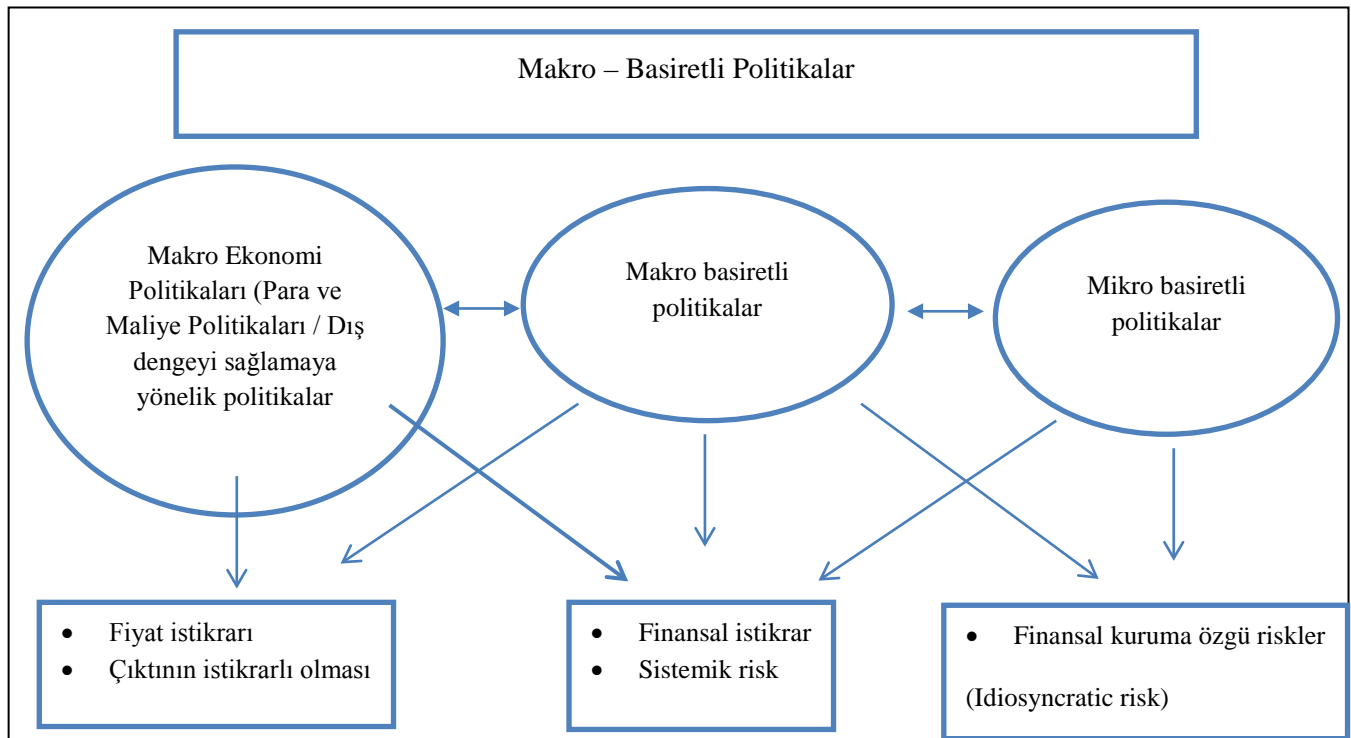 Makro – Basiretli Politikalar
Makro Ekonomi
Politikaları (Para ve
Maliye Politikaları / Dış
dengeyi sağlamaya
yönelik politikalar
Makro basiretli
politikalar
Mikro basiretli
politikalar
• Fiyat istikrarı
• Çıktının istikrarlı olması
• Finansal istikrar
• Sistemik risk
• Finansal kuruma özgü riskler
(Idiosyncratic risk)